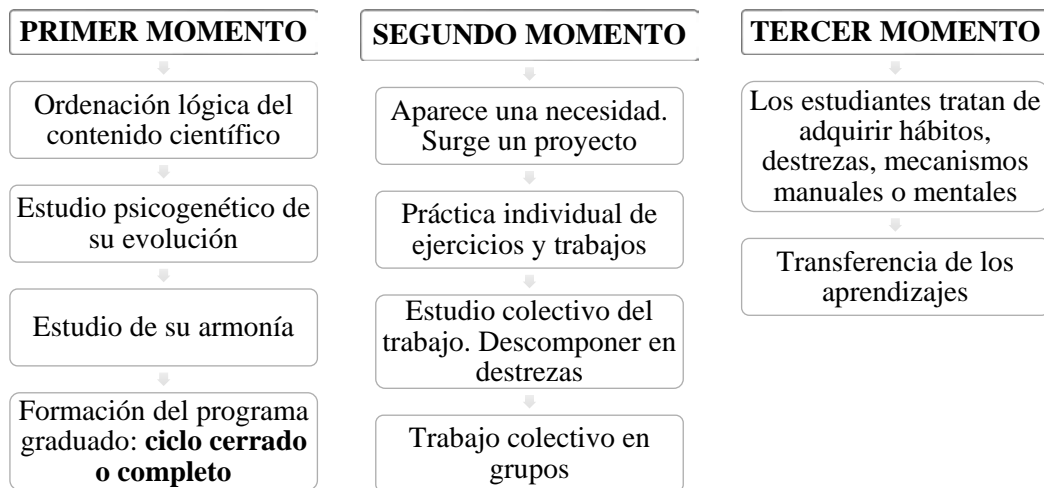 PRIMER MOMENTO
Ordenación lógica del
contenido científico
Estudio psicogenético de
su evolución
Estudio de su armonía
Formación del programa
graduado: ciclo cerrado
o completo
SEGUNDO MOMENTO
Aparece una necesidad.
Surge un proyecto
Práctica individual de
ejercicios y trabajos
Estudio colectivo del
trabajo. Descomponer en
destrezas
Trabajo colectivo en
grupos
TERCER MOMENTO
Los estudiantes tratan de
adquirir hábitos,
destrezas, mecanismos
manuales o mentales
Transferencia de los
aprendizajes